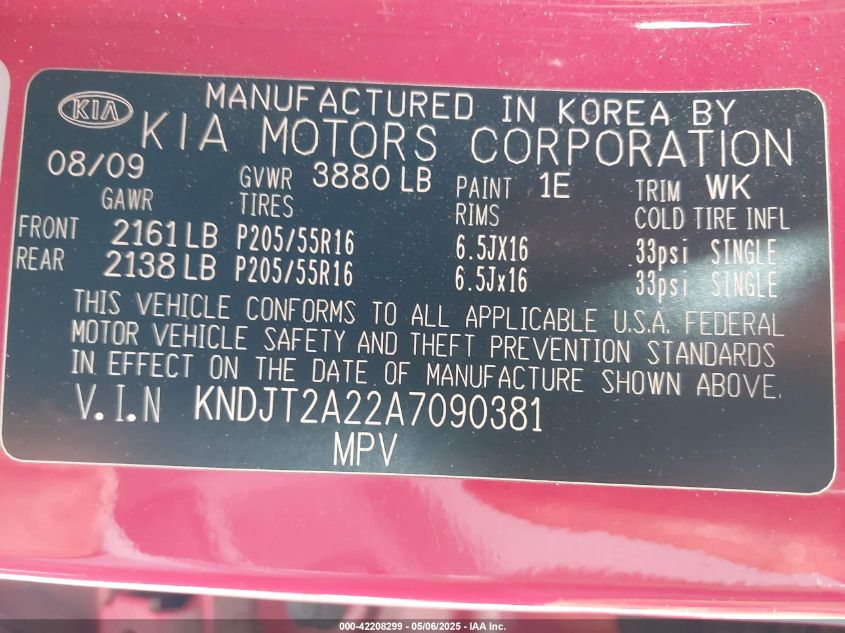 KIA
MANUFACTURED IN KOREA BY
KIA MOTORS CORPORATION
08/09 GVWR 3880 LB PAINT 1E TRIM WK
GAWR TIRES RIMS COLD TIRE INFL
FRONT 2161 LB P205/55R16 6.5JX16 33psi SINGLE
REAR 2138 LB P205/55R16 6.5Jx16 33psi SINGLE
THIS VEHICLE CONFORMS TO ALL APPLICABLE U.S.A. FEDERAL
MOTOR VEHICLE SAFETY AND THEFT PREVENTION STANDARDS
IN EFFECT ON THE DATE OF MANUFACTURE SHOWN ABOVE.
V.I.N KNDJT2A22A7090381
MPV
000-42208299 - 05/06/2025 - IAA Inc.